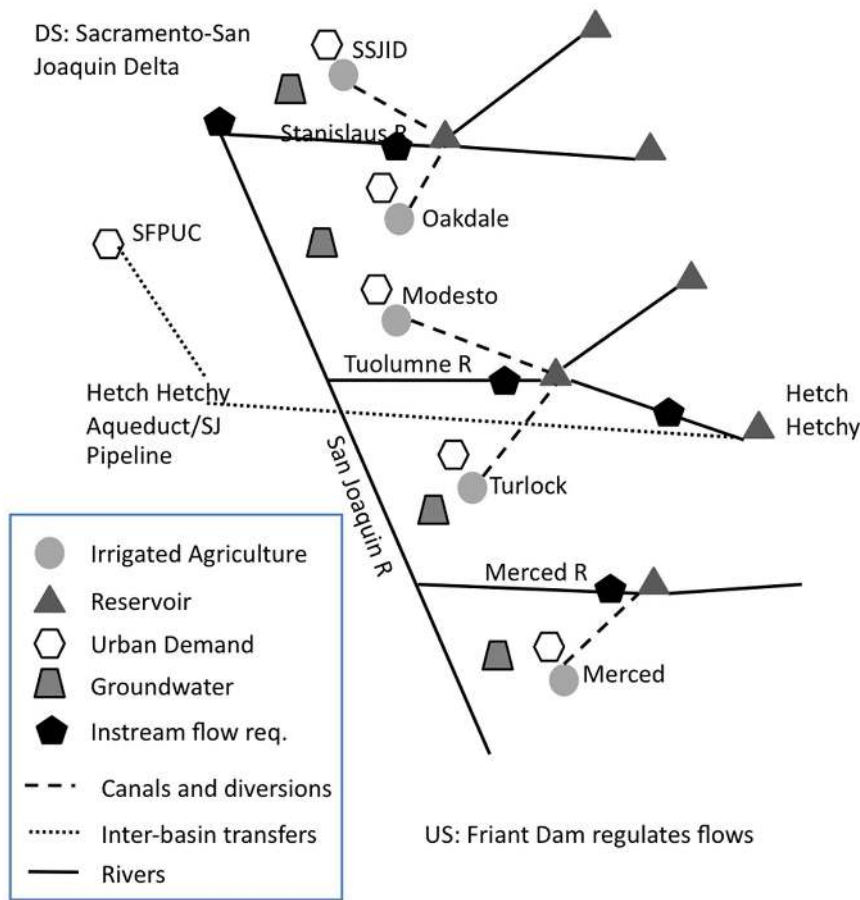 DS: Sacramento-San
Joaquin Delta
SSJID
Stanislaus R
Oakdale
SFPUC
Modesto
Tuolumne R
Hetch Hetchy
Aqueduct/SJ
Pipeline
Hetch
Hetchy
San Joaquin R
Turlock
Merced R
Merced
Irrigated Agriculture
Reservoir
Urban Demand
Groundwater
Instream flow req.
Canals and diversions
Inter-basin transfers
Rivers
US: Friant Dam regulates flows